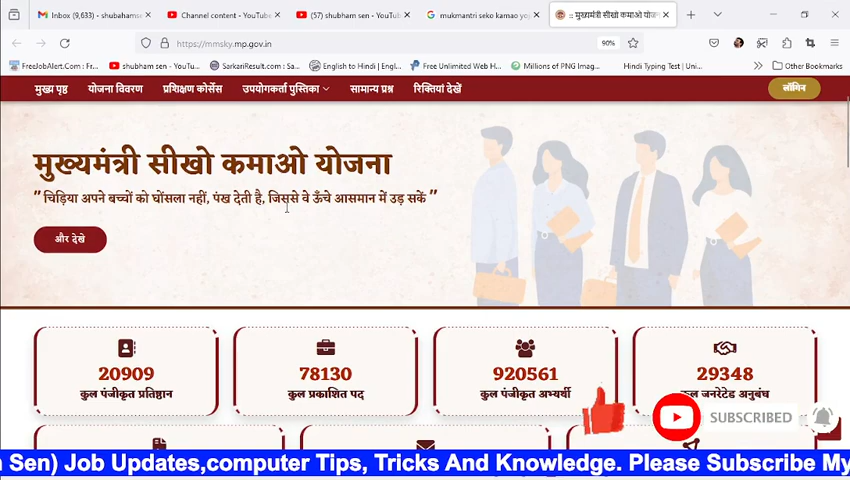 Inbox (9,633) - shubahamse
Channel content - YouTube
(57) shubham sen - YouTube
mukmantri seko kamao yoj
:: मुख्यमंत्री सीखो कमाओ योजना
https://mmsky.mp.gov.in
90%
FreeJobAlert.Com : Fr...
shubham sen - YouT...
SarkariResult.com : Sa...
English to Hindi | Engl...
Free Unlimited Web H...
Millions of PNG Imag...
Hindi Typing Test | Uni...
Other Bookmarks
मुख्य पृष्ठ
योजना विवरण
प्रशिक्षण कोर्सेस
उपयोगकर्ता पुस्तिका
सामान्य प्रश्न
रिक्तियां देखें
लॉगिन
मुख्यमंत्री सीखो कमाओ योजना
" चिड़िया अपने बच्चों को घोंसला नहीं, पंख देती है, जिससे वे ऊँचे आसमान में उड़ सकें "
और देखे
20909
कुल पंजीकृत प्रतिष्ठान
78130
कुल प्रकाशित पद
920561
कुल पंजीकृत अभ्यर्थी
29348
कुल जनरेटेड अनुबंध
SUBSCRIBED
n Sen) Job Updates,computer Tips, Tricks And Knowledge. Please Subscribe My